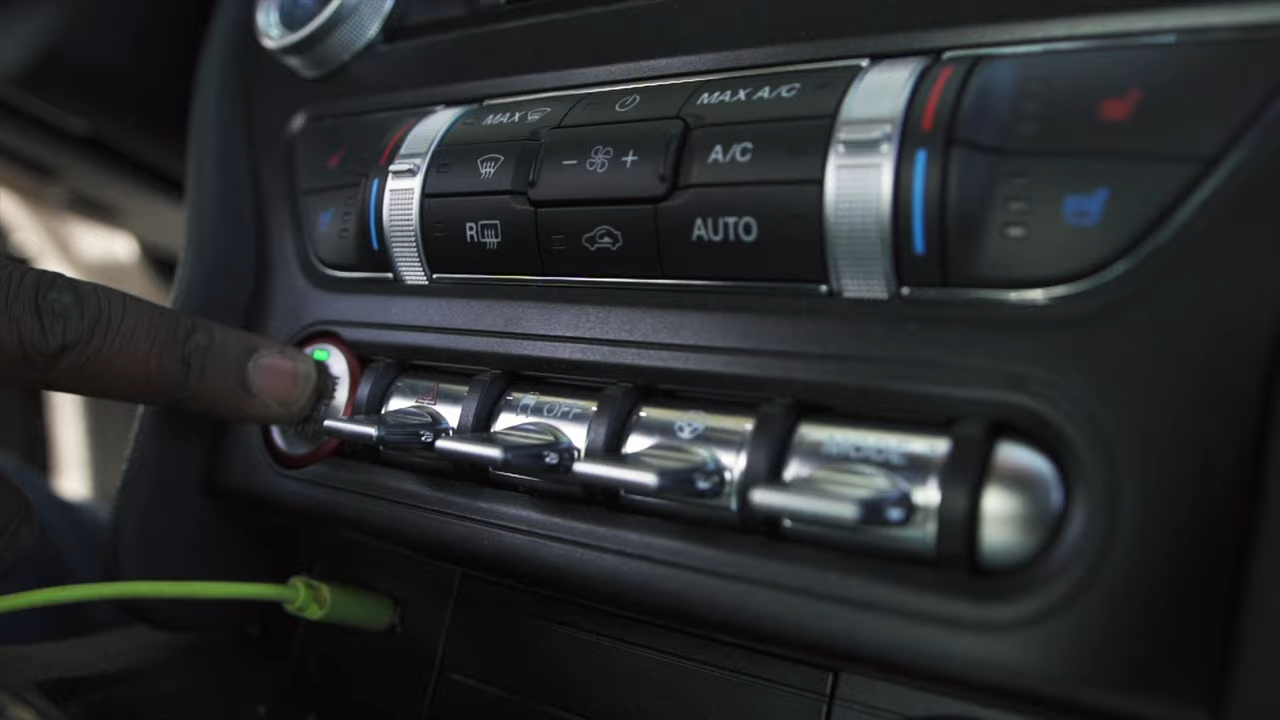 MAX
MAX A/C
- +
A/C
R
AUTO
OFF
MODE